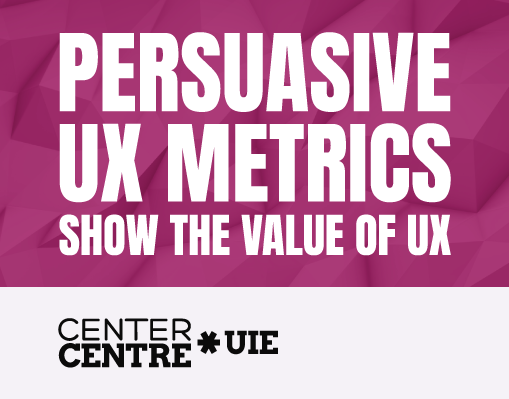 PERSUASIVE
UX METRICS
SHOW THE VALUE OF UX
CENTER
CENTRE * UIE